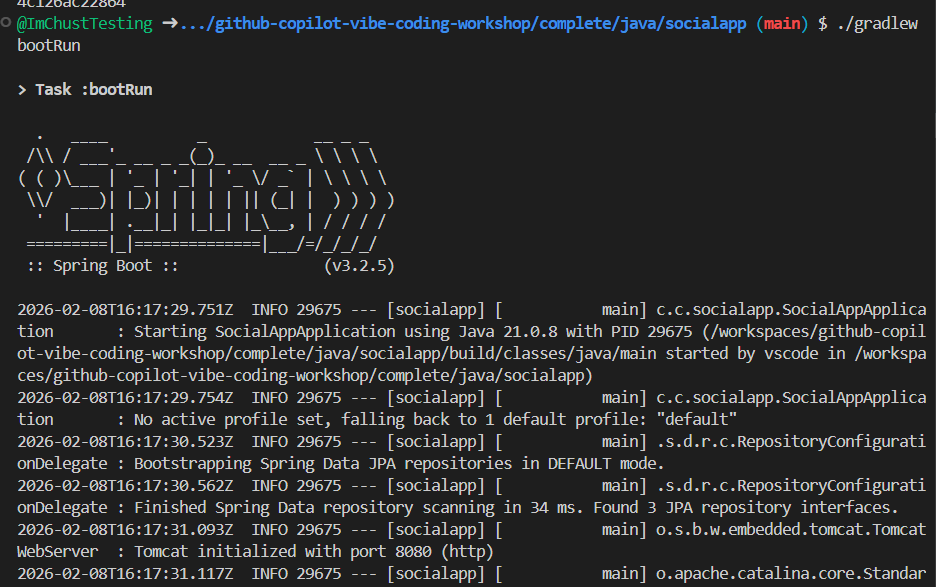 4c126ac22864
@ImChustTesting ➜.../github-copilot-vibe-coding-workshop/complete/java/socialapp (main) $ ./gradlew
bootRun
> Task :bootRun
  .   ____          _            __ _ _
 /\\ / ___'_ __ _ _(_)_ __  __ _ \ \ \ \
( ( )\___ | '_ | '_| | '_ \/ _` | \ \ \ \
 \\/  ___)| |_)| | | | | || (_| |  ) ) ) )
  '  |____| .__|_| |_|_| |_\__, | / / / /
 =========|_|==============|___/=/_/_/_/
 :: Spring Boot ::                (v3.2.5)
2026-02-08T16:17:29.751Z  INFO 29675 --- [socialapp] [           main] c.c.socialapp.SocialAppApplica
tion       : Starting SocialAppApplication using Java 21.0.8 with PID 29675 (/workspaces/github-copil
ot-vibe-coding-workshop/complete/java/socialapp/build/classes/java/main started by vscode in /workspa
ces/github-copilot-vibe-coding-workshop/complete/java/socialapp)
2026-02-08T16:17:29.754Z  INFO 29675 --- [socialapp] [           main] c.c.socialapp.SocialAppApplica
tion       : No active profile set, falling back to 1 default profile: "default"
2026-02-08T16:17:30.523Z  INFO 29675 --- [socialapp] [           main] .s.d.r.c.RepositoryConfigurati
onDelegate : Bootstrapping Spring Data JPA repositories in DEFAULT mode.
2026-02-08T16:17:30.562Z  INFO 29675 --- [socialapp] [           main] .s.d.r.c.RepositoryConfigurati
onDelegate : Finished Spring Data repository scanning in 34 ms. Found 3 JPA repository interfaces.
2026-02-08T16:17:31.093Z  INFO 29675 --- [socialapp] [           main] o.s.b.w.embedded.tomcat.Tomcat
WebServer  : Tomcat initialized with port 8080 (http)
2026-02-08T16:17:31.117Z  INFO 29675 --- [socialapp] [           main] o.apache.catalina.core.Standar